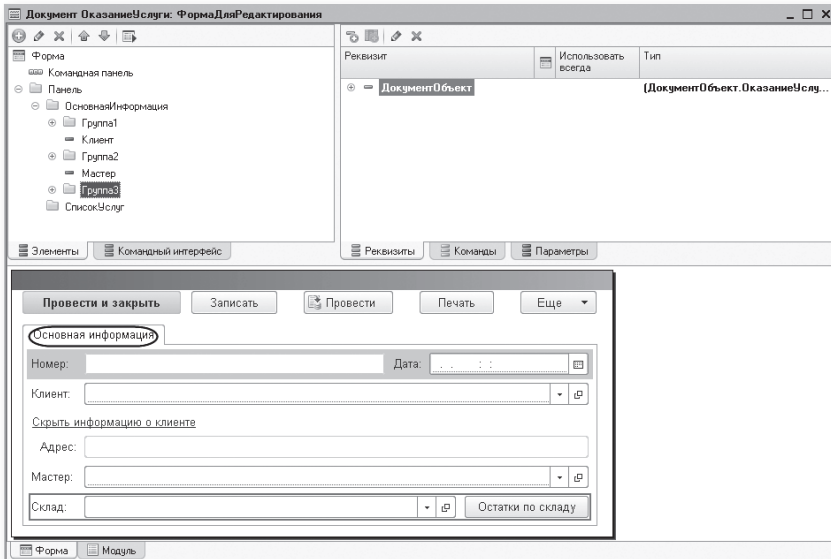 Документ ОказаниеУслуги: ФормаДляРедактирования
Форма
Командная панель
Панель
ОсновнаяИнформация
Группа1
Клиент
Группа2
Мастер
Группа3
СписокУслуг
Элементы Командный интерфейс
Реквизит Использовать всегда Тип
ДокументОбъект (ДокументОбъект.ОказаниеУслу...
Реквизиты Команды Параметры
Провести и закрыть Записать Провести Печать Еще
Основная информация
Номер: Дата: . . : :
Клиент:
Скрыть информацию о клиенте
Адрес:
Мастер:
Склад: Остатки по складу
Форма Модуль